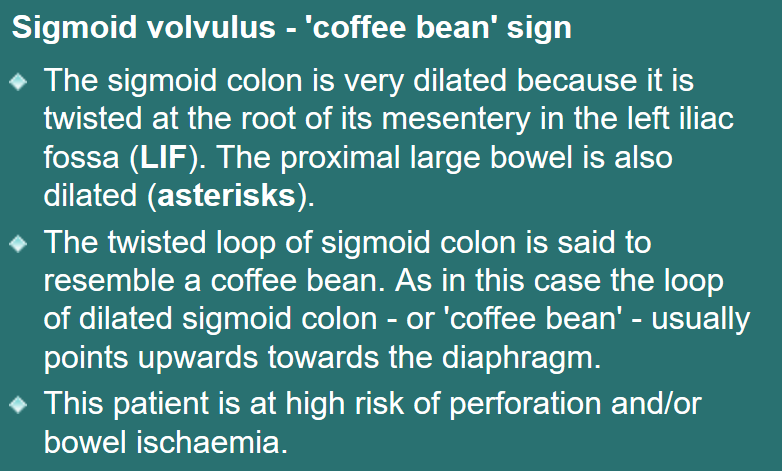 Sigmoid volvulus - 'coffee bean' sign
The sigmoid colon is very dilated because it is
twisted at the root of its mesentery in the left iliac
fossa (LIF). The proximal large bowel is also
dilated (asterisks).
The twisted loop of sigmoid colon is said to
resemble a coffee bean. As in this case the loop
of dilated sigmoid colon - or 'coffee bean' - usually
points upwards towards the diaphragm.
This patient is at high risk of perforation and/or
bowel ischaemia.